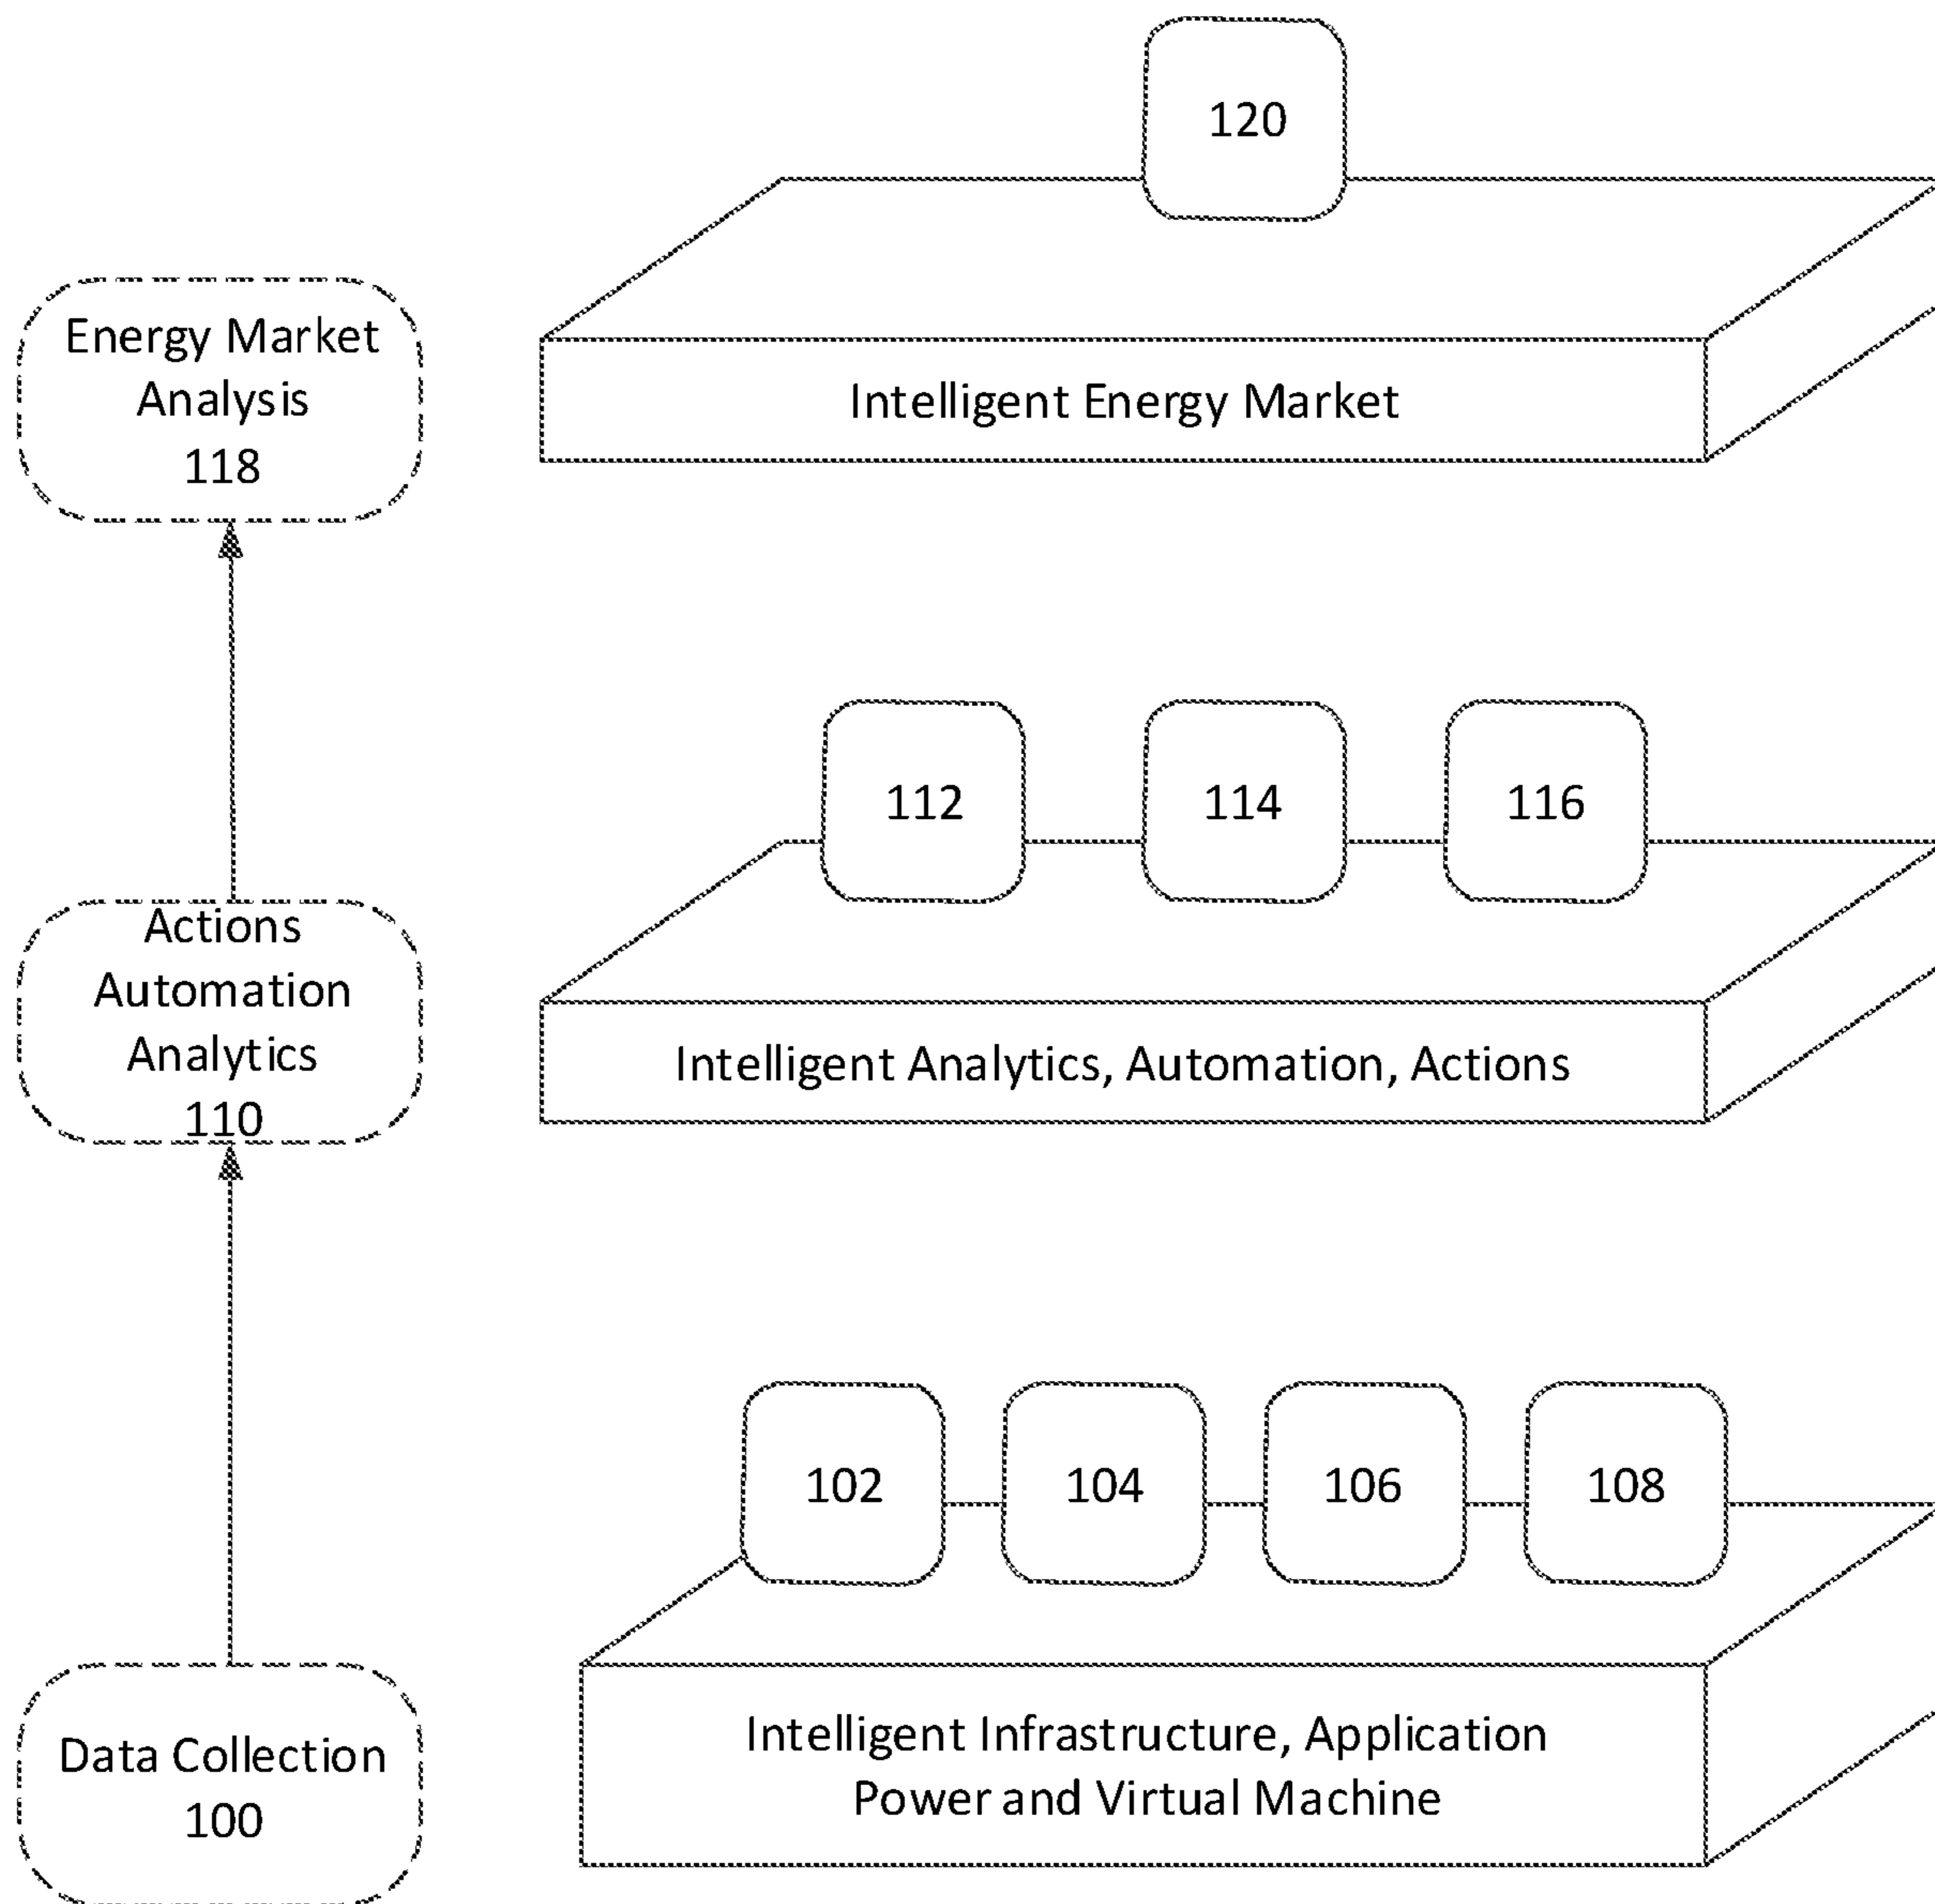 120
Energy Market
Analysis
118
Intelligent Energy Market
112
114
116
Actions
Automation
Analytics
110
Intelligent Analytics, Automation, Actions
102
104
106
108
Data Collection
100
Intelligent Infrastructure, Application
Power and Virtual Machine